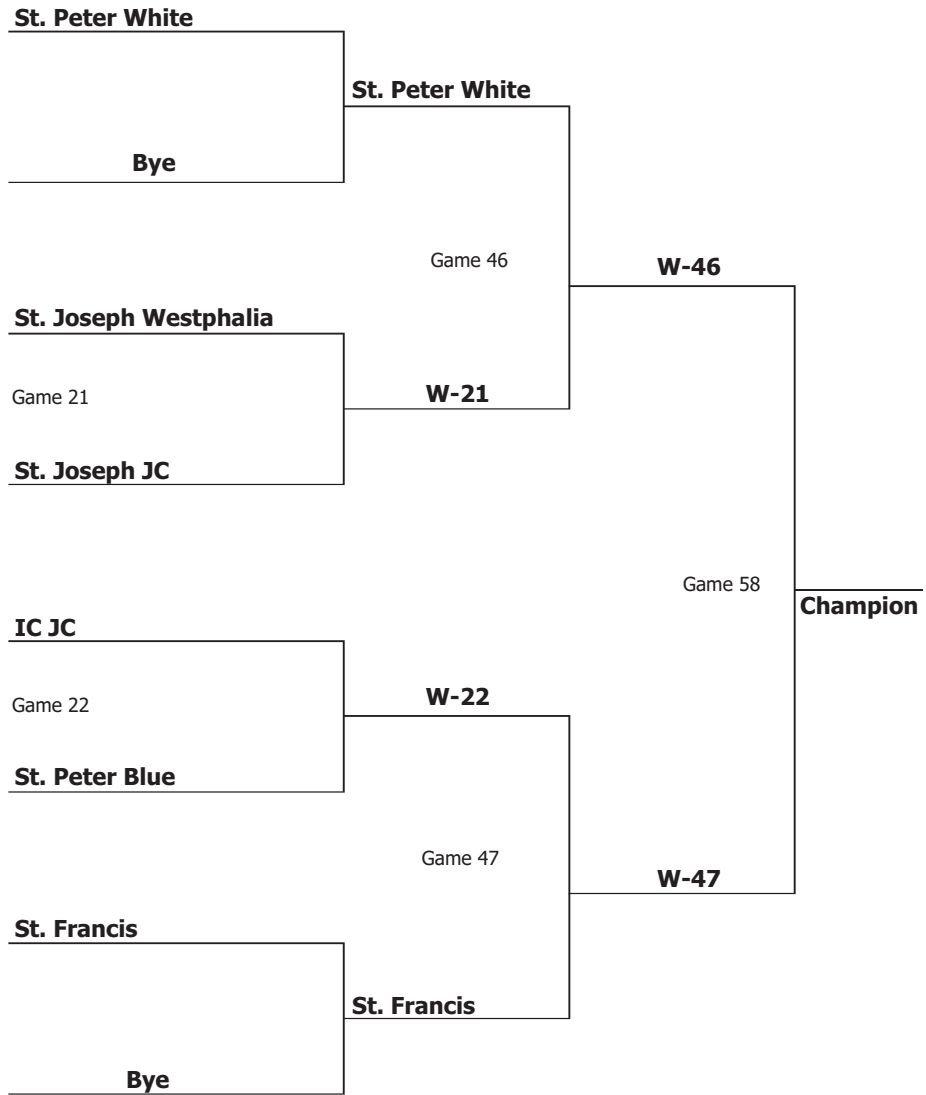 St. Peter White
St. Peter White
Bye
Game 46
W-46
St. Joseph Westphalia
Game 21
W-21
St. Joseph JC
Game 58
Champion
IC JC
Game 22
W-22
St. Peter Blue
Game 47
W-47
St. Francis
St. Francis
Bye